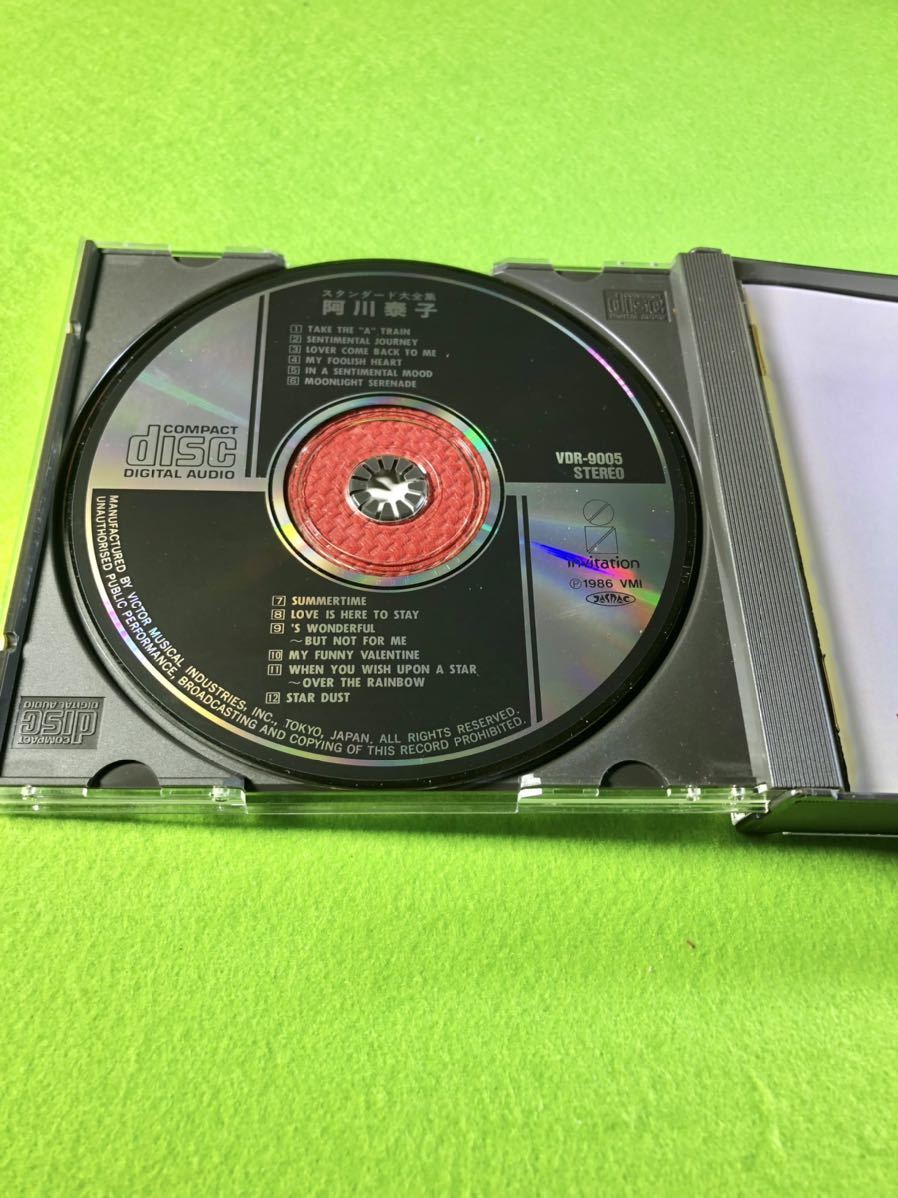 スタンダード大全集
阿川泰子
1 TAKE THE "A" TRAIN
2 SENTIMENTAL JOURNEY
3 LOVER COME BACK TO ME
4 MY FOOLISH HEART
5 IN A SENTIMENTAL MOOD
6 MOONLIGHT SERENADE
COMPACT
disc
DIGITAL AUDIO
VDR-9005
STEREO
invitation
℗1986 VMI
JASRAC
7 SUMMERTIME
8 LOVE IS HERE TO STAY
9 'S WONDERFUL
～BUT NOT FOR ME
10 MY FUNNY VALENTINE
11 WHEN YOU WISH UPON A STAR
～OVER THE RAINBOW
12 STAR DUST
MANUFACTURED BY VICTOR MUSICAL INDUSTRIES, INC., TOKYO, JAPAN. ALL RIGHTS RESERVED.
UNAUTHORISED PUBLIC PERFORMANCE, BROADCASTING AND COPYING OF THIS RECORD PROHIBITED.
COMPACT
disc
DIGITAL AUDIO
COMPACT
disc
DIGITAL AUDIO